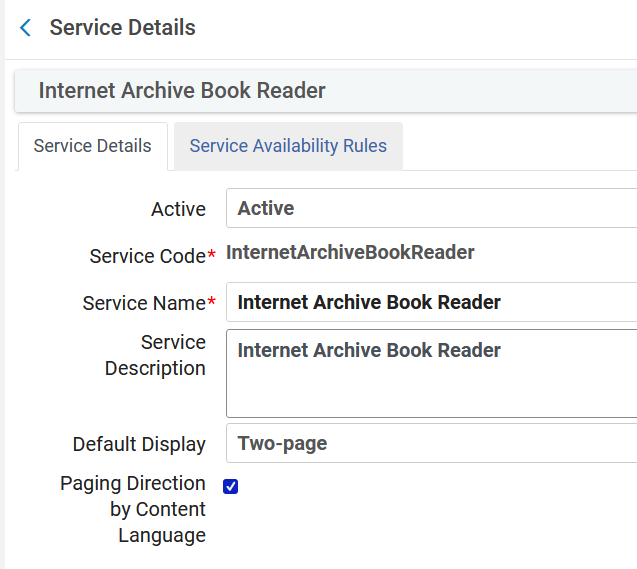 Service Details
Internet Archive Book Reader
Service Details Service Availability Rules
Active Active
Service Code* InternetArchiveBookReader
Service Name* Internet Archive Book Reader
Service Description Internet Archive Book Reader
Default Display Two-page
Paging Direction
by Content
Language